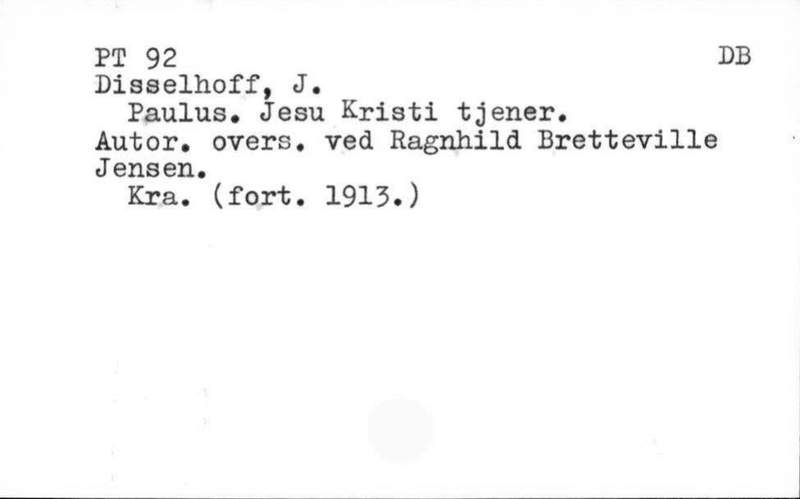 PT 92 DB
Disselhoff, J.
Paulus. Jesu Kristi tjener.
Autor. overs. ved Ragnhild Bretteville
Jensen.
Kra. (fort. 1913.)